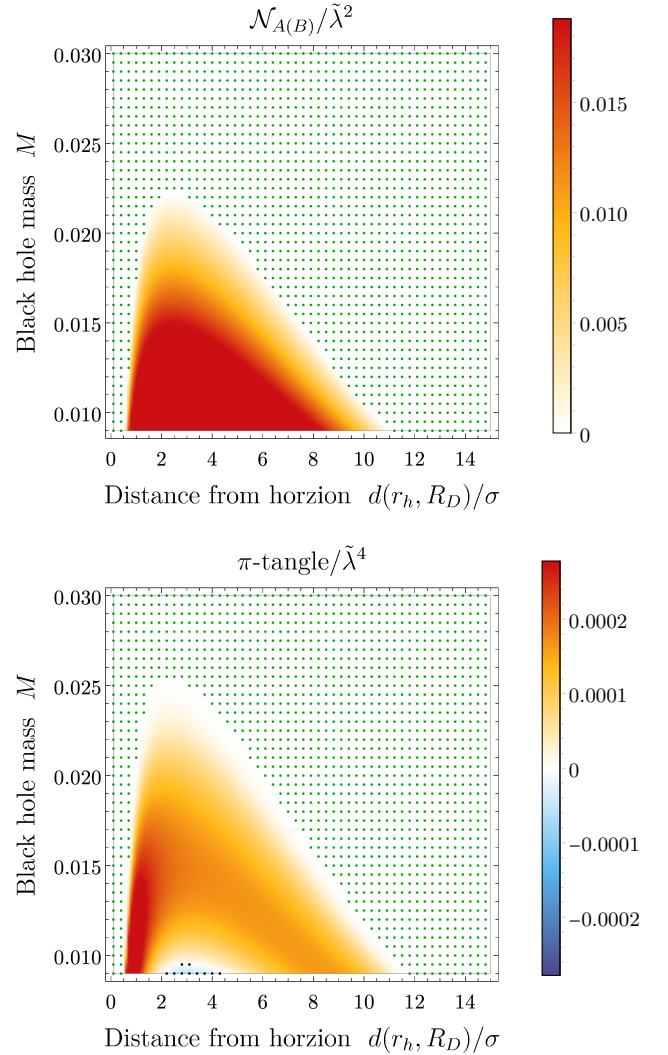 𝒩_{A(B)}/λ̃²
0.030
0.025
0.020
0.015
0.010
Black hole mass M
0 2 4 6 8 10 12 14
Distance from horzion d(r_h, R_D)/σ
0.015
0.010
0.005
0
π-tangle/λ̃⁴
0.030
0.025
0.020
0.015
0.010
Black hole mass M
0 2 4 6 8 10 12 14
Distance from horzion d(r_h, R_D)/σ
0.0002
0.0001
0
−0.0001
−0.0002